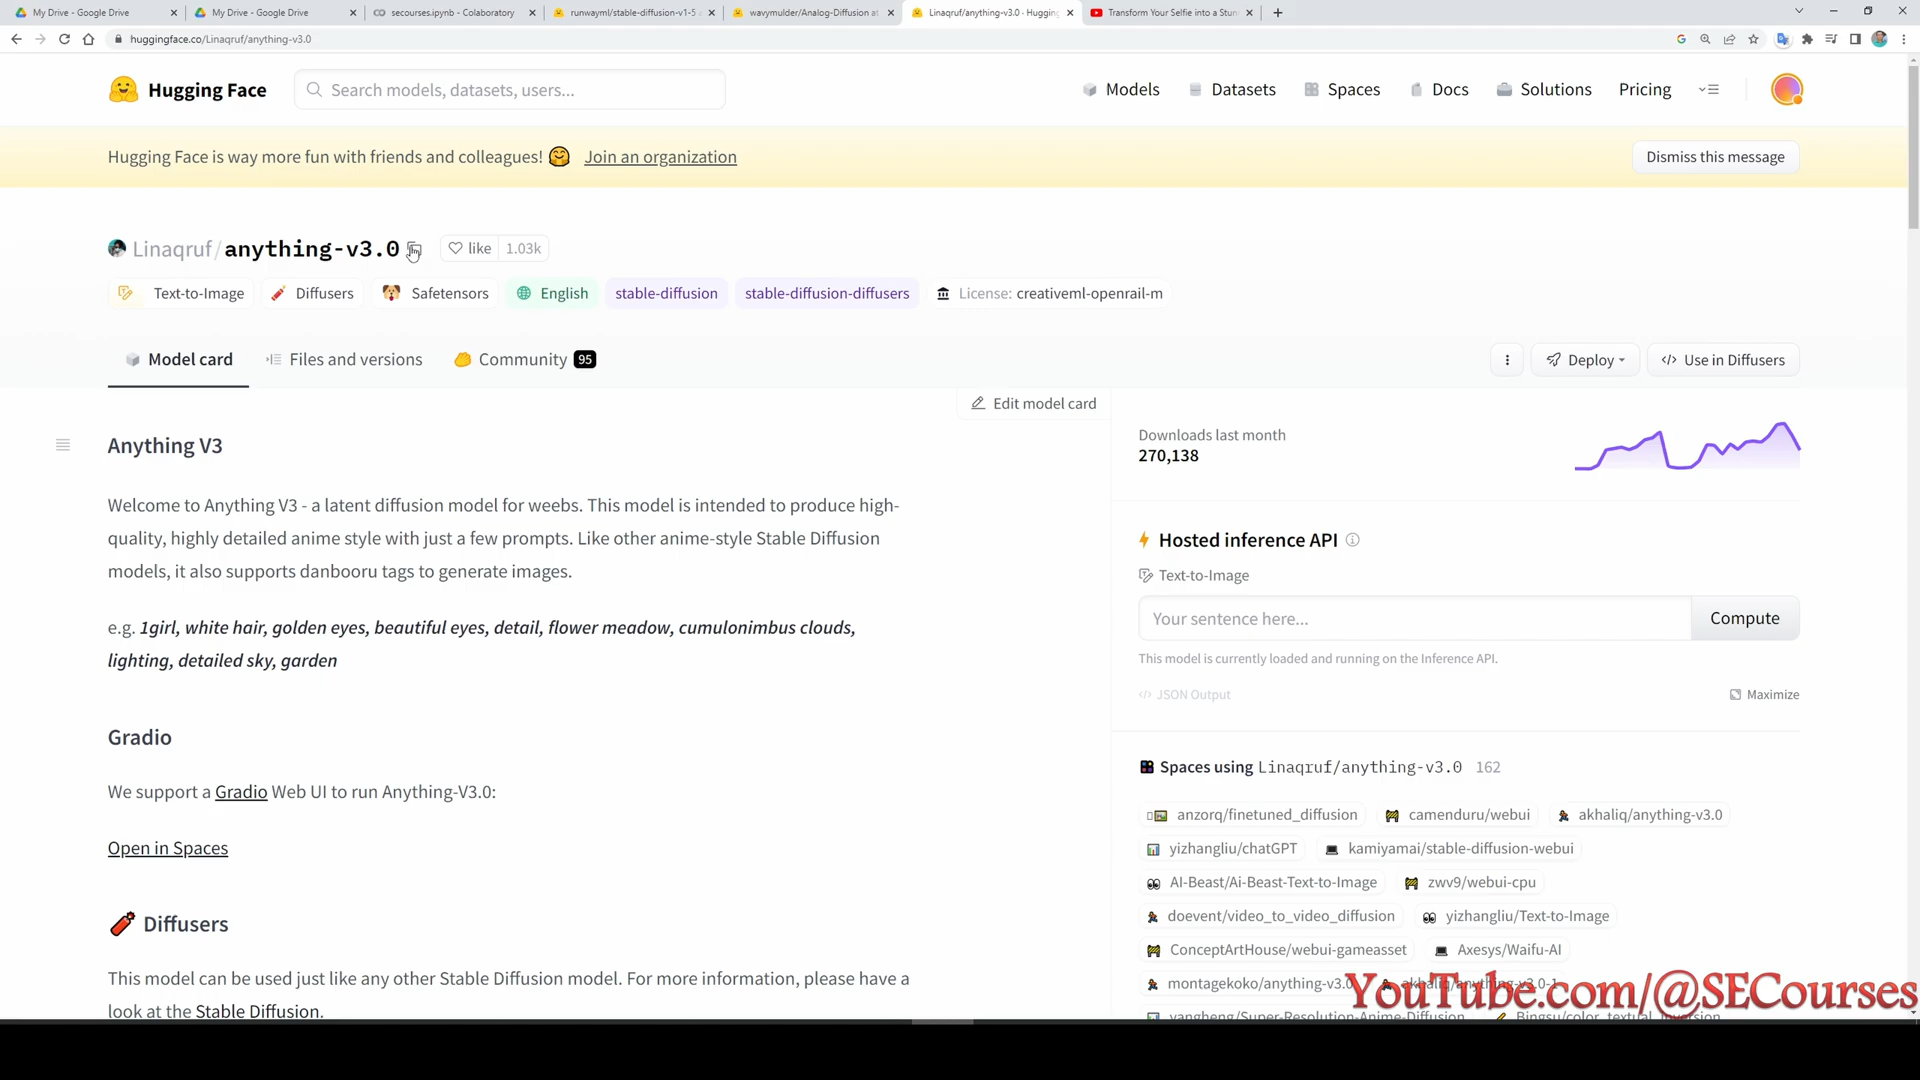 My Drive - Google Drive
My Drive - Google Drive
secourses.ipynb - Colaboratory
runwayml/stable-diffusion-v1-5
wavymulder/Analog-Diffusion at
Linaqruf/anything-v3.0 · Hugging
Transform Your Selfie into a Stun
huggingface.co/Linaqruf/anything-v3.0
Hugging Face
Search models, datasets, users...
Models
Datasets
Spaces
Docs
Solutions
Pricing
Hugging Face is way more fun with friends and colleagues! 🤗 Join an organization
Dismiss this message
Linaqruf/anything-v3.0
like 1.03k
Text-to-Image
Diffusers
Safetensors
English
stable-diffusion
stable-diffusion-diffusers
License: creativeml-openrail-m
Model card
Files and versions
Community 95
Deploy
Use in Diffusers
Edit model card
Anything V3
Welcome to Anything V3 - a latent diffusion model for weebs. This model is intended to produce high-
quality, highly detailed anime style with just a few prompts. Like other anime-style Stable Diffusion
models, it also supports danbooru tags to generate images.
e.g. 1girl, white hair, golden eyes, beautiful eyes, detail, flower meadow, cumulonimbus clouds,
lighting, detailed sky, garden
Gradio
We support a Gradio Web UI to run Anything-V3.0:
Open in Spaces
🧨 Diffusers
This model can be used just like any other Stable Diffusion model. For more information, please have a
look at the Stable Diffusion.
Downloads last month
270,138
Hosted inference API
Text-to-Image
Your sentence here...
Compute
This model is currently loaded and running on the Inference API.
JSON Output
Maximize
Spaces using Linaqruf/anything-v3.0 162
anzorq/finetuned_diffusion
camenduru/webui
akhaliq/anything-v3.0
yizhangliu/chatGPT
kamiyamai/stable-diffusion-webui
AI-Beast/Ai-Beast-Text-to-Image
zwv9/webui-cpu
doevent/video_to_video_diffusion
yizhangliu/Text-to-Image
ConceptArtHouse/webui-gameasset
Axesys/Waifu-AI
montagekoko/anything-v3.0
akhaliq/anything-v3.0-1
yangheng/Super-Resolution-Anime-Diffusion
Bingsu/color_textual_inversion
YouTube.com/@SECourses